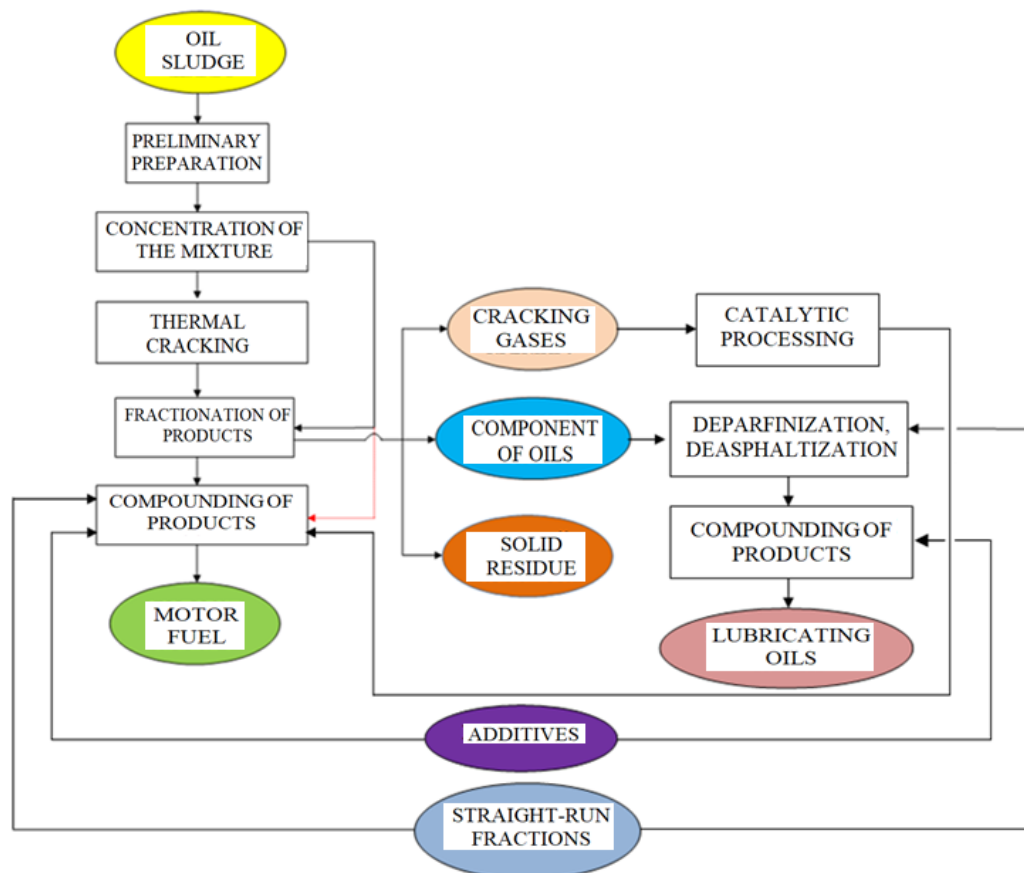 OIL
SLUDGE
PRELIMINARY
PREPARATION
CONCENTRATION OF
THE MIXTURE
THERMAL
CRACKING
FRACTIONATION OF
PRODUCTS
COMPOUNDING OF
PRODUCTS
MOTOR
FUEL
CRACKING
GASES
COMPONENT
OF OILS
SOLID
RESIDUE
CATALYTIC
PROCESSING
DEPARFINIZATION,
DEASPHALTIZATION
COMPOUNDING OF
PRODUCTS
LUBRICATING
OILS
ADDITIVES
STRAIGHT-RUN
FRACTIONS